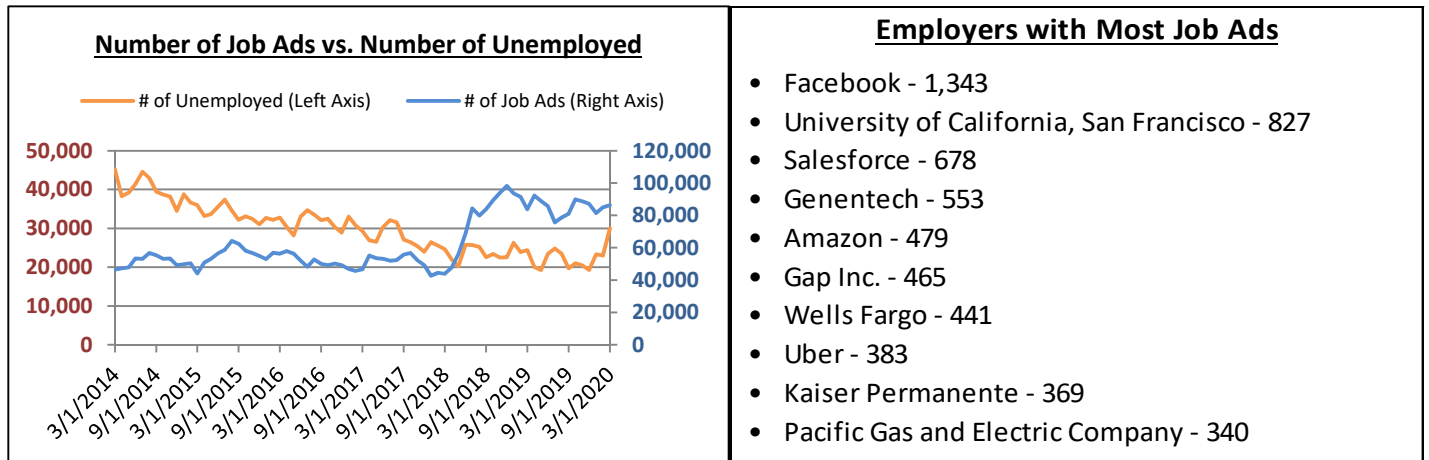 Number of Job Ads vs. Number of Unemployed
# of Unemployed (Left Axis)
# of Job Ads (Right Axis)
50,000
40,000
30,000
20,000
10,000
0
120,000
100,000
80,000
60,000
40,000
20,000
0
3/1/2014
9/1/2014
3/1/2015
9/1/2015
3/1/2016
9/1/2016
3/1/2017
9/1/2017
3/1/2018
9/1/2018
3/1/2019
9/1/2019
3/1/2020
Employers with Most Job Ads
• Facebook - 1,343
• University of California, San Francisco - 827
• Salesforce - 678
• Genentech - 553
• Amazon - 479
• Gap Inc. - 465
• Wells Fargo - 441
• Uber - 383
• Kaiser Permanente - 369
• Pacific Gas and Electric Company - 340